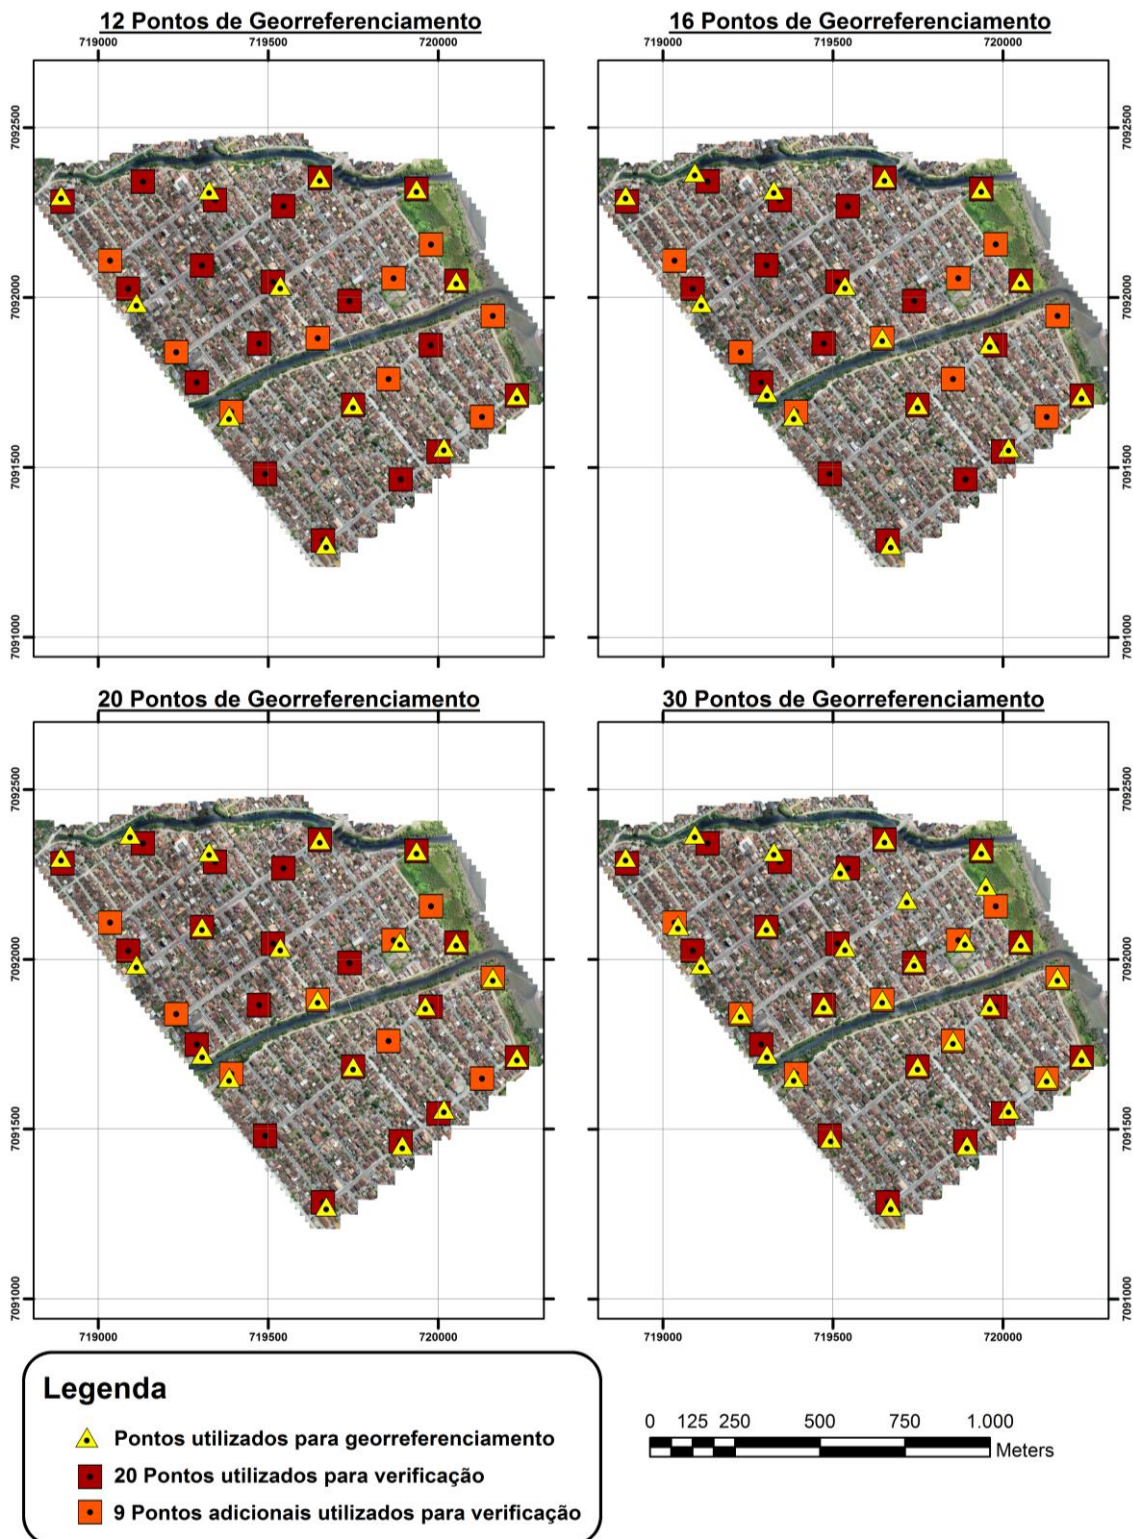 12 Pontos de Georreferenciamento
16 Pontos de Georreferenciamento
719000
719500
720000
719000
719500
720000
7092500
7092000
7091500
7091000
7092500
7092000
7091500
7091000
20 Pontos de Georreferenciamento
30 Pontos de Georreferenciamento
7092500
7092000
7091500
7091000
7092500
7092000
7091500
7091000
719000
719500
720000
719000
719500
720000
Legenda
Pontos utilizados para georreferenciamento
20 Pontos utilizados para verificação
9 Pontos adicionais utilizados para verificação
0 125 250 500 750 1.000
Meters